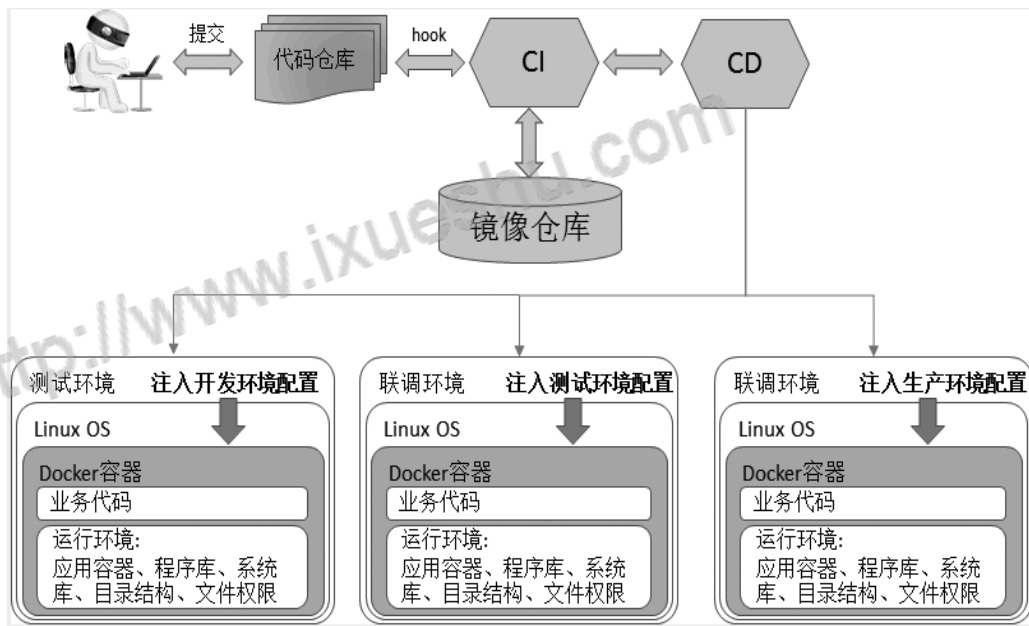 提交
代码仓库
hook
CI
CD
镜像仓库
ttp://www.ixueshu.com
测试环境 注入开发环境配置
Linux OS
Docker容器
业务代码
运行环境:
应用容器、程序库、系统
库、目录结构、文件权限
联调环境 注入测试环境配置
Linux OS
Docker容器
业务代码
运行环境:
应用容器、程序库、系统
库、目录结构、文件权限
联调环境 注入生产环境配置
Linux OS
Docker容器
业务代码
运行环境:
应用容器、程序库、系统
库、目录结构、文件权限